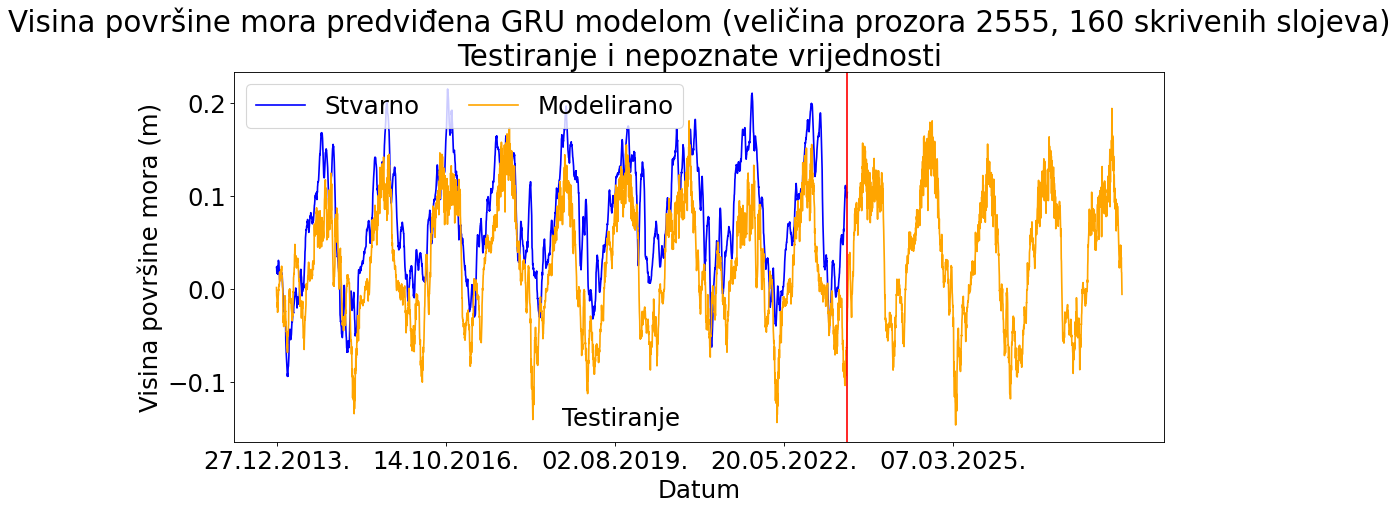 Visina površine mora predviđena GRU modelom (veličina prozora 2555, 160 skrivenih slojeva)
Testiranje i nepoznate vrijednosti
Stvarno
Modelirano
Visina površine mora (m)
0.2
0.1
0.0
−0.1
Testiranje
27.12.2013.
14.10.2016.
02.08.2019.
20.05.2022.
07.03.2025.
Datum